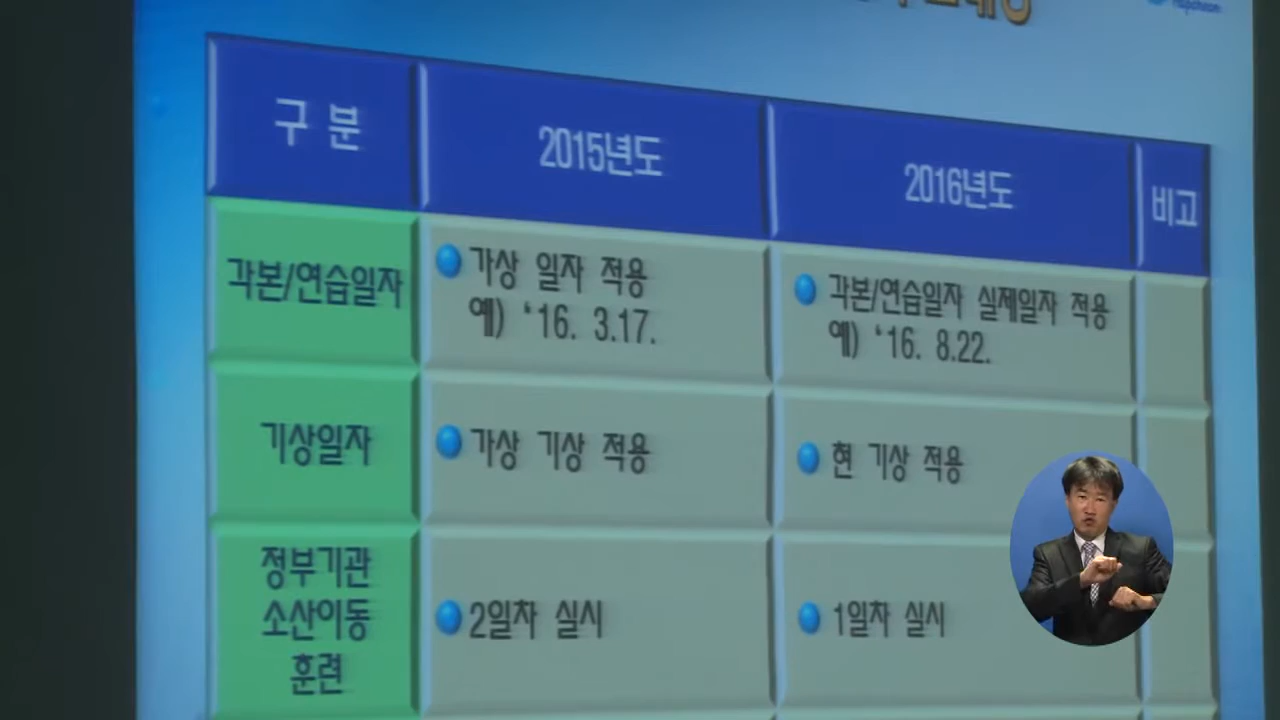 구 분
2015년도
2016년도
비고
각본/연습일자
가상 일자 적용
예) ‘16. 3.17.
각본/연습일자 실제일자 적용
예) ‘16. 8.22.
기상일자
가상 기상 적용
현 기상 적용
정부기관
소산이동
훈련
2일차 실시
1일차 실시